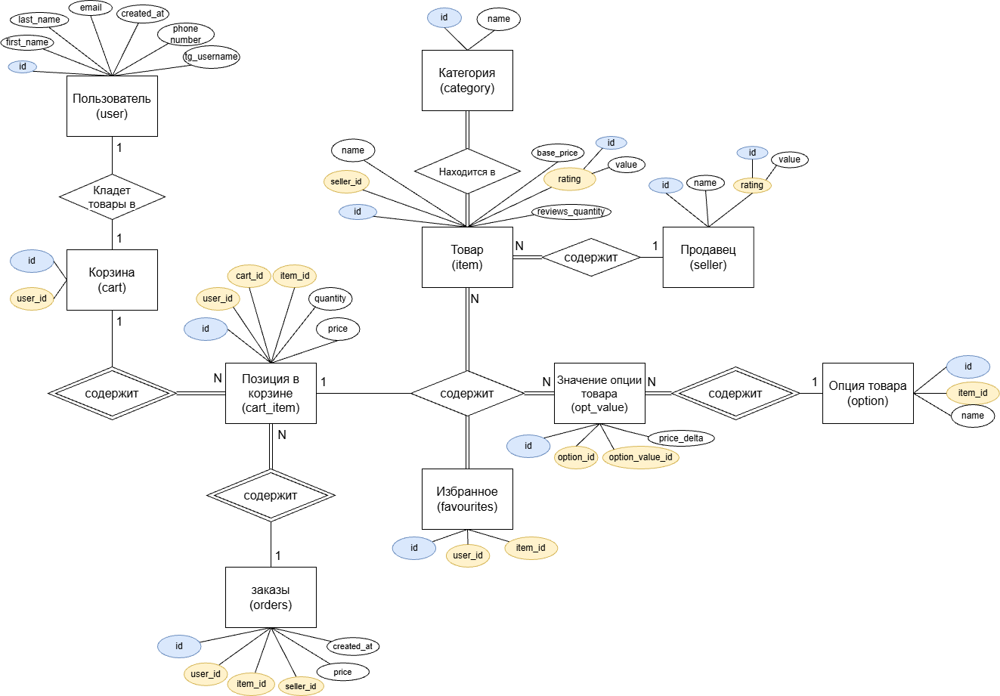 email
last_name
created_at
phone
number
first_name
tg_username
id
Пользователь
(user)
1
Кладет
товары в
1
id
user_id
Корзина
(cart)
1
содержит
N
id
name
Категория
(category)
Находится в
name
seller_id
id
base_price
id
rating
value
reviews_quantity
Товар
(item)
N
содержит
1
id
name
id
value
rating
Продавец
(seller)
N
cart_id
item_id
user_id
quantity
id
price
Позиция в
корзине
(cart_item)
1
содержит
N
Значение опции
товара
(opt_value)
N
содержит
1
Опция товара
(option)
id
item_id
name
id
option_id
option_value_id
price_delta
N
содержит
1
Избранное
(favourites)
id
user_id
item_id
заказы
(orders)
id
user_id
item_id
seller_id
price
created_at